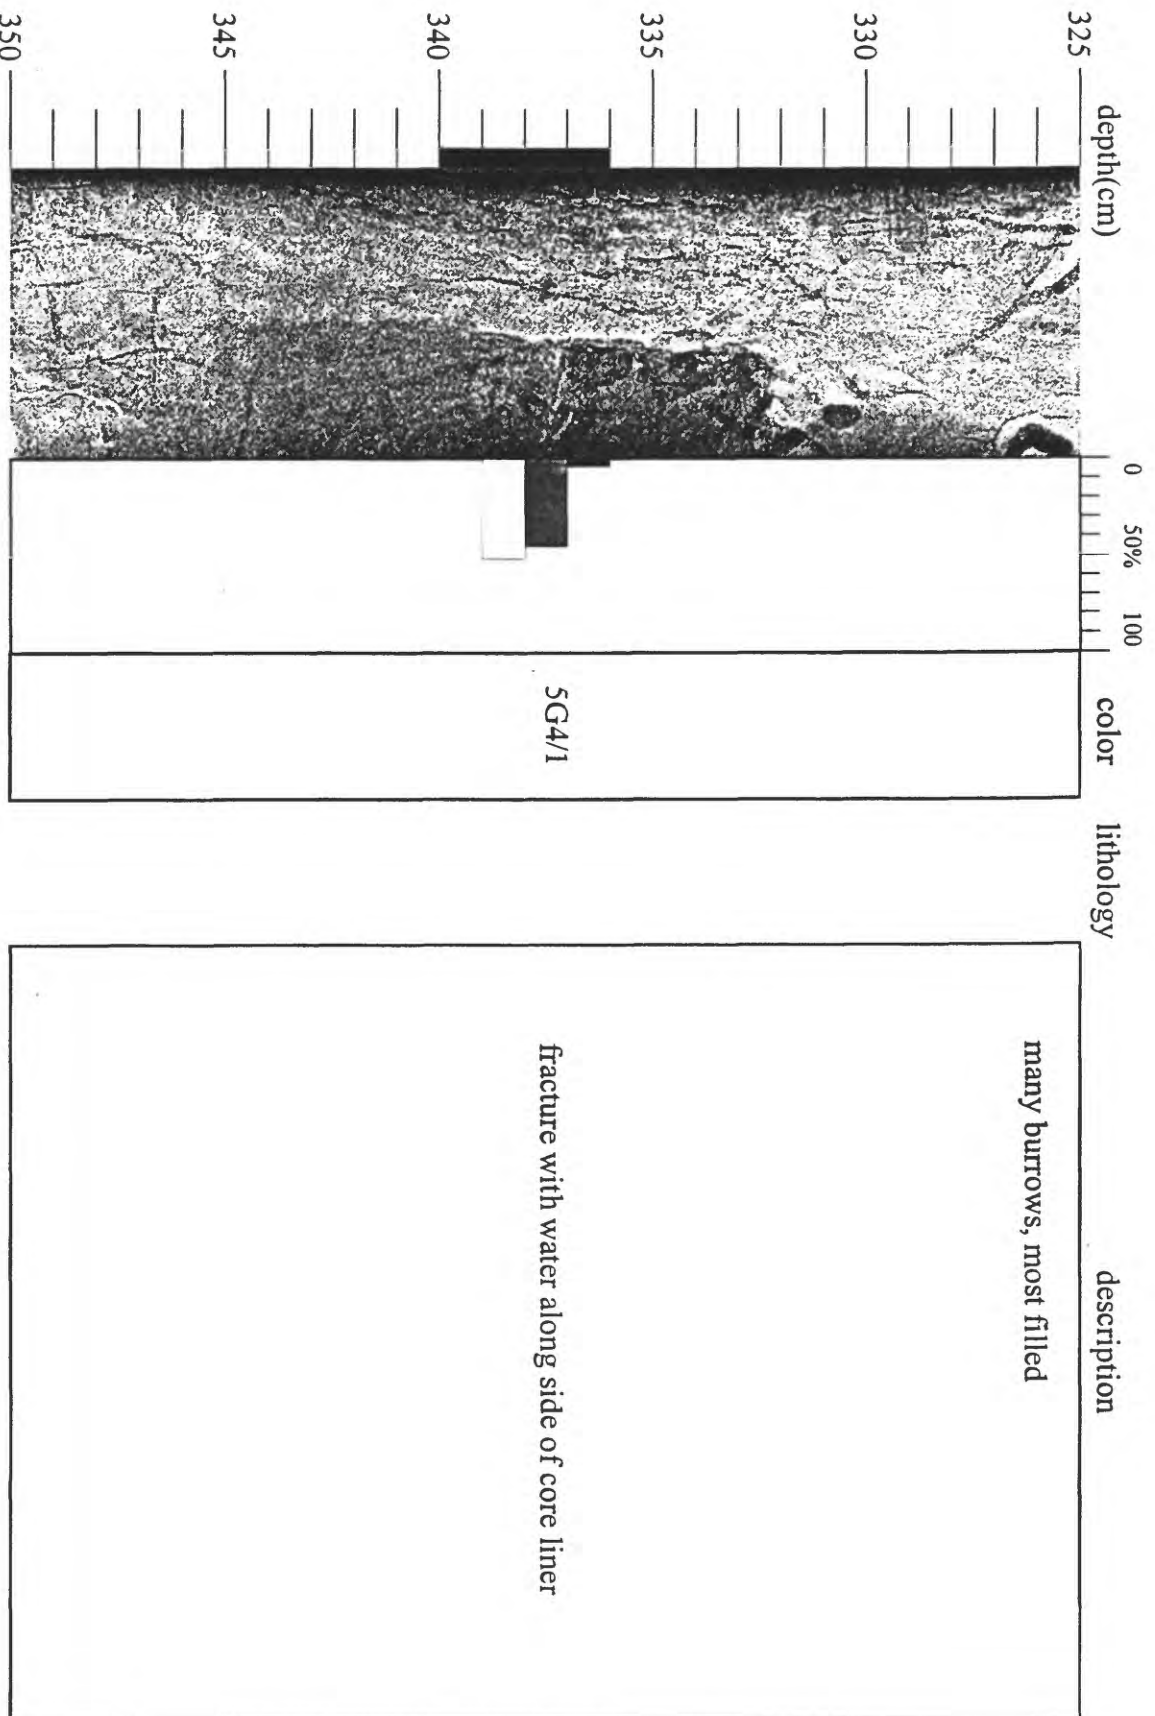 depth(cm)
0 50% 100
color
lithology
description
325
330
335
340
345
350
5G4/1
many burrows, most filled
fracture with water along side of core liner